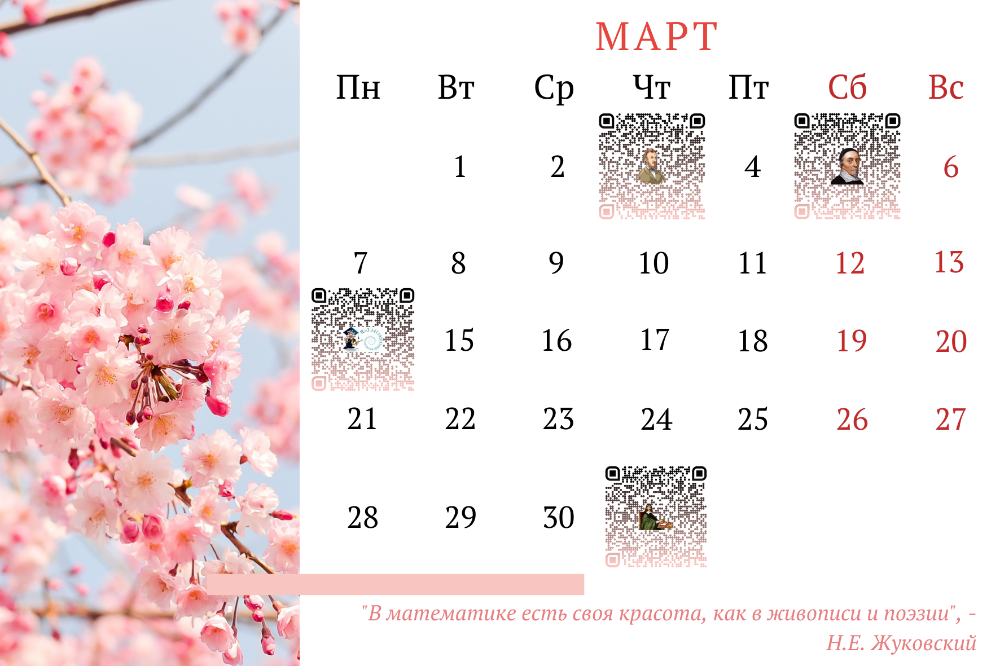 МАРТ
Пн Вт Ср Чт Пт Сб Вс
1 2 4 6
7 8 9 10 11 12 13
π=3.1415926535
15 16 17 18 19 20
21 22 23 24 25 26 27
28 29 30
"В математике есть своя красота, как в живописи и поэзии", -
Н.Е. Жуковский